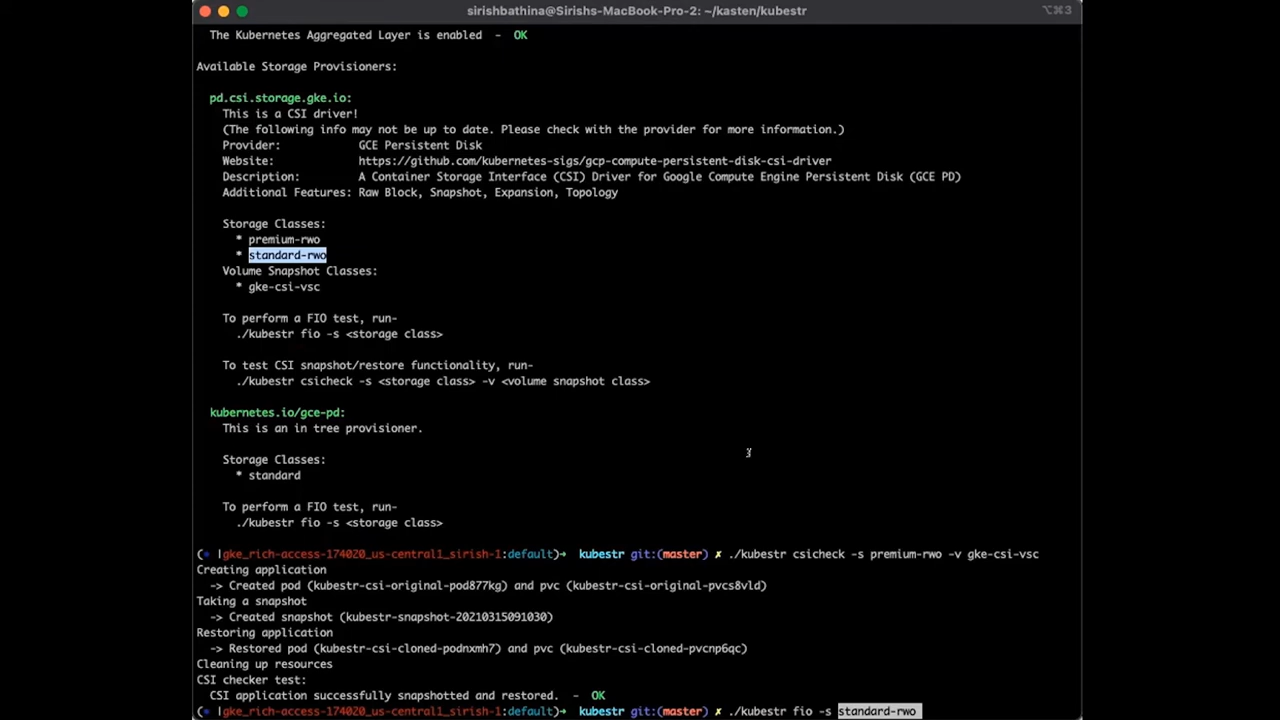 sirishbathina@Sirishs-MacBook-Pro-2: ~/kasten/kubestr
⌥⌘3
The Kubernetes Aggregated Layer is enabled  -  OK
Available Storage Provisioners:
pd.csi.storage.gke.io:
This is a CSI driver!
(The following info may not be up to date. Please check with the provider for more information.)
Provider:            GCE Persistent Disk
Website:             https://github.com/kubernetes-sigs/gcp-compute-persistent-disk-csi-driver
Description:         A Container Storage Interface (CSI) Driver for Google Compute Engine Persistent Disk (GCE PD)
Additional Features: Raw Block, Snapshot, Expansion, Topology
Storage Classes:
* premium-rwo
* standard-rwo
Volume Snapshot Classes:
* gke-csi-vsc
To perform a FIO test, run-
./kubestr fio -s <storage class>
To test CSI snapshot/restore functionality, run-
./kubestr csicheck -s <storage class> -v <volume snapshot class>
kubernetes.io/gce-pd:
This is an in tree provisioner.
Storage Classes:
* standard
To perform a FIO test, run-
./kubestr fio -s <storage class>
(⎈ |gke_rich-access-174020_us-central1_sirish-1:default)➜  kubestr git:(master) ✗ ./kubestr csicheck -s premium-rwo -v gke-csi-vsc
Creating application
-> Created pod (kubestr-csi-original-pod877kg) and pvc (kubestr-csi-original-pvcs8vld)
Taking a snapshot
-> Created snapshot (kubestr-snapshot-20210315091030)
Restoring application
-> Restored pod (kubestr-csi-cloned-podnxmh7) and pvc (kubestr-csi-cloned-pvcnp6qc)
Cleaning up resources
CSI checker test:
CSI application successfully snapshotted and restored.  -  OK
(⎈ |gke_rich-access-174020_us-central1_sirish-1:default)➜  kubestr git:(master) ✗ ./kubestr fio -s standard-rwo